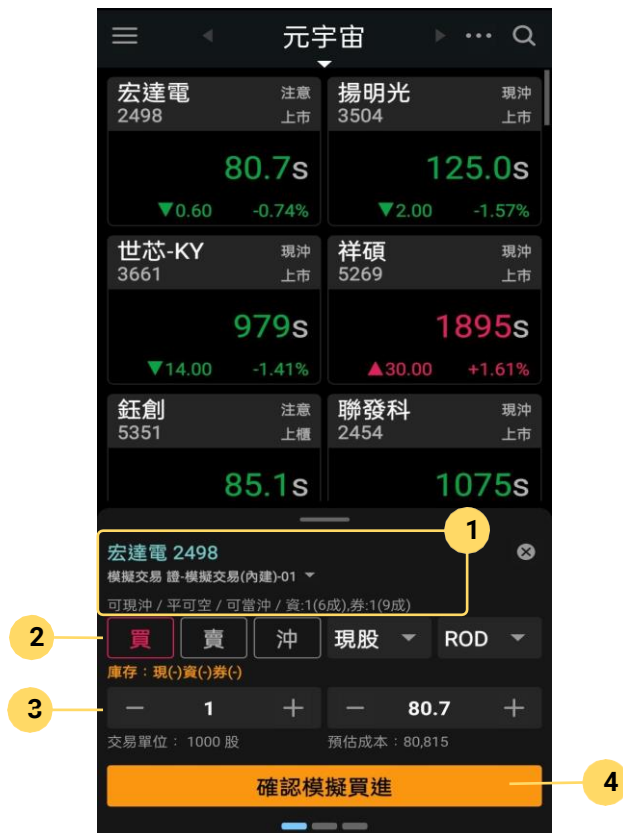 元宇宙
宏達電 注意
2498 上市
80.7s
▼0.60 -0.74%
揚明光 現沖
3504 上市
125.0s
▼2.00 -1.57%
世芯-KY 現沖
3661 上市
979s
▼14.00 -1.41%
祥碩 現沖
5269 上市
1895s
▲30.00 +1.61%
鈺創 注意
5351 上櫃
85.1s
聯發科 現沖
2454 上市
1075s
1
宏達電 2498
模擬交易 證-模擬交易(內建)-01
可現沖 / 平可空 / 可當沖 / 資:1(6成),券:1(9成)
2
買 賣 沖 現股 ROD
庫存：現(-)資(-)券(-)
3
— 1 + — 80.7 +
交易單位： 1000 股 預估成本：80,815
確認模擬買進
4